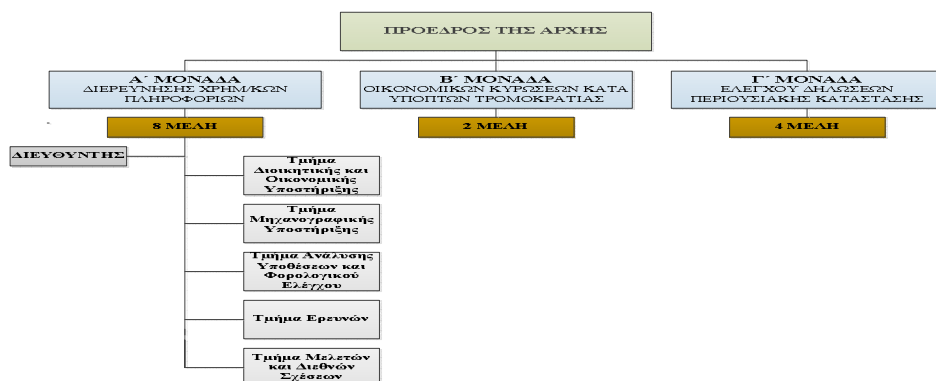 ΠΡΟΕΔΡΟΣ ΤΗΣ ΑΡΧΗΣ
Α΄ ΜΟΝΑΔΑ
ΔΙΕΡΕΥΝΗΣΗΣ ΧΡΗΜ/ΚΩΝ
ΠΛΗΡΟΦΟΡΙΩΝ
Β΄ ΜΟΝΑΔΑ
ΟΙΚΟΝΟΜΙΚΩΝ ΚΥΡΩΣΕΩΝ ΚΑΤΑ
ΥΠΟΠΤΩΝ ΤΡΟΜΟΚΡΑΤΙΑΣ
Γ΄ ΜΟΝΑΔΑ
ΕΛΕΓΧΟΥ ΔΗΛΩΣΕΩΝ
ΠΕΡΙΟΥΣΙΑΚΗΣ ΚΑΤΑΣΤΑΣΗΣ
8 ΜΕΛΗ
2 ΜΕΛΗ
4 ΜΕΛΗ
ΔΙΕΥΘΥΝΤΗΣ
Τμήμα
Διοικητικής και
Οικονομικής
Υποστήριξης
Τμήμα
Μηχανογραφικής
Υποστήριξης
Τμήμα Ανάλυσης
Υποθέσεων και
Φορολογικού
Ελέγχου
Τμήμα Ερευνών
Τμήμα Μελετών
και Διεθνών
Σχέσεων